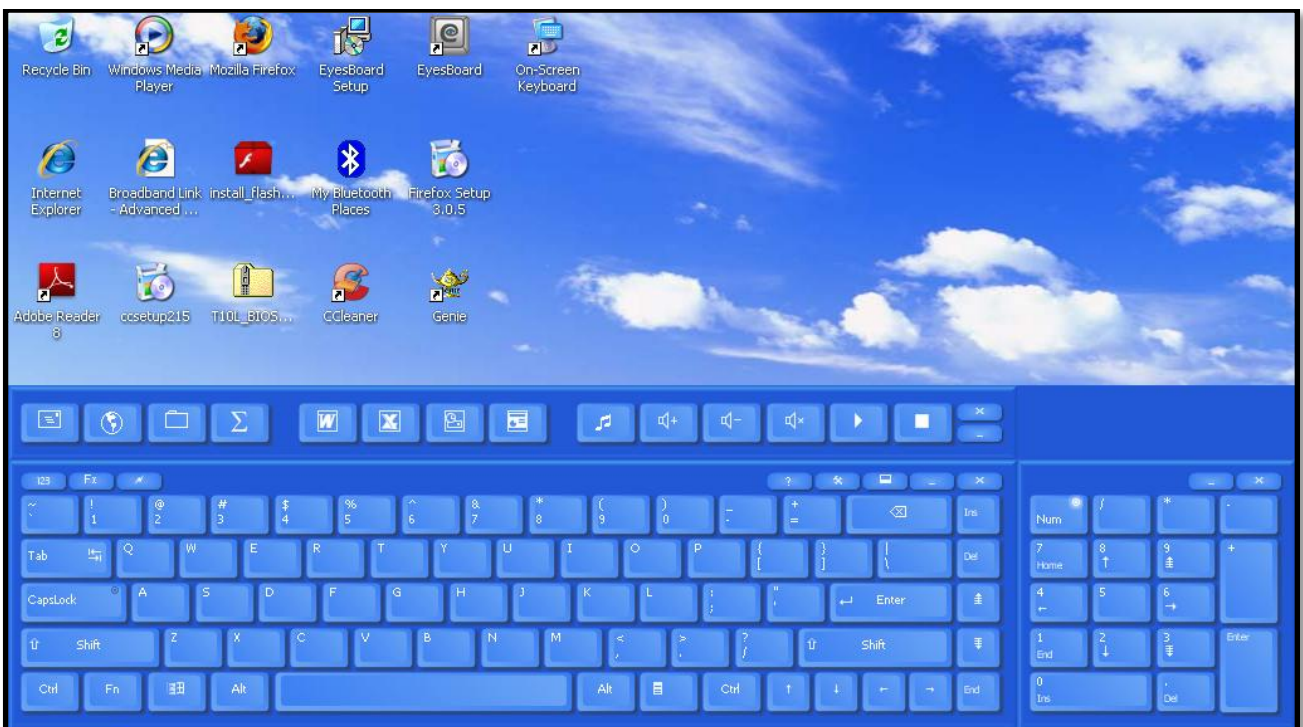 Recycle Bin Windows Media Player Mozilla Firefox EyesBoard Setup EyesBoard On-Screen Keyboard
Internet Explorer Broadband Link - Advanced ... install_flash... My Bluetooth Places Firefox Setup 3.0.5
Adobe Reader 8 ccsetup215 T10L_BIOS... CCleaner Genie
123 Fx ?
~ ` ! 1 @ 2 # 3 $ 4 % 5 ^ 6 & 7 * 8 ( 9 ) 0 _ - + = Ins
Num / * -
Tab Q W E R T Y U I O P { [ } ] | \ Del
7 Home 8 ↑ 9 +
CapsLock A S D F G H J K L : ; " ' Enter
4 ← 5 6 →
Shift Z X C V B N M < , > . ? / Shift
1 End 2 ↓ 3 Enter
Ctrl Fn Alt Alt Ctrl ↑ ↓ ← → End
0 Ins . Del